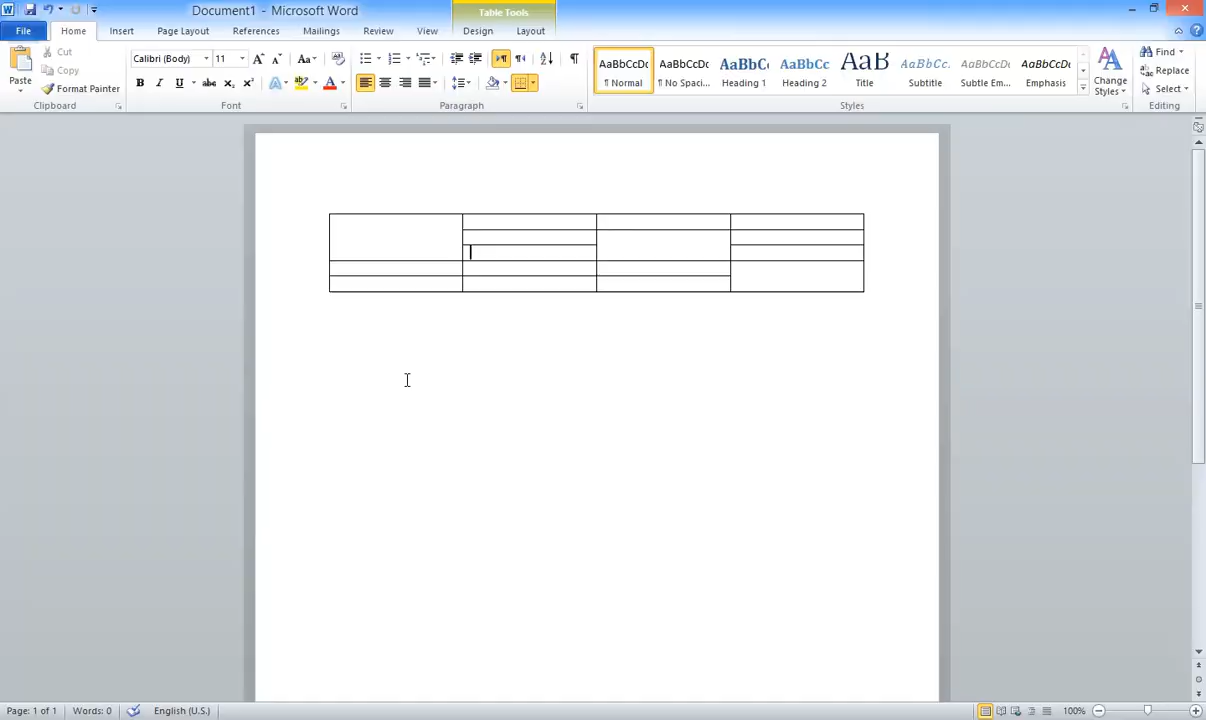 Document1 - Microsoft Word
Table Tools
File Home Insert Page Layout References Mailings Review View Design Layout
Paste
Cut
Copy
Format Painter
Clipboard
Calibri (Body) 11
Font
Paragraph
AaBbCcDc AaBbCcDc AaBbC AaBbCc AaB AaBbCc. AaBbCcDc AaBbCcDc
¶ Normal ¶ No Spaci... Heading 1 Heading 2 Title Subtitle Subtle Em... Emphasis
Styles
Change
Styles
Find
Replace
Select
Editing
Page: 1 of 1 Words: 0 English (U.S.) 100%